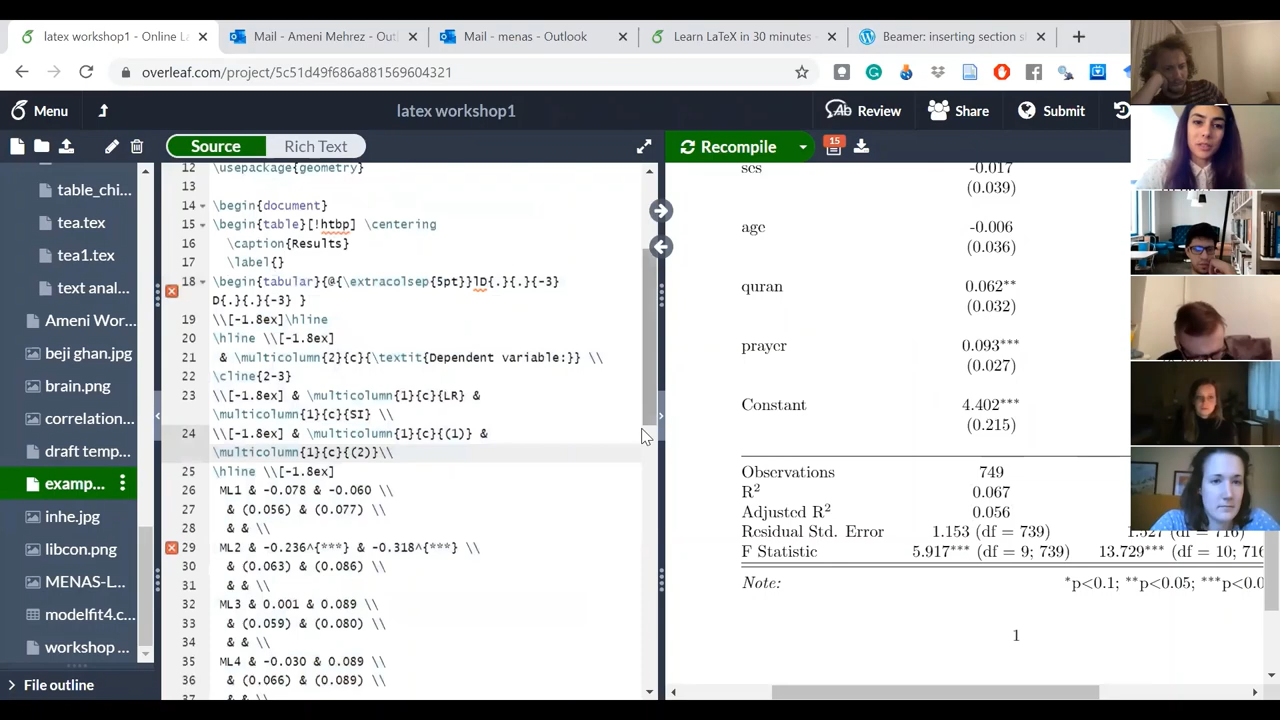 latex workshop1 - Online L
Mail - Ameni Mehrez - Out
Mail - menas - Outlook
Learn LaTeX in 30 minutes -
Beamer: inserting section s
overleaf.com/project/5c51d49f686a881569604321
Menu
latex workshop1
Review
Share
Submit
Source
Rich Text
Recompile
15
table_chi...
tea.tex
tea1.tex
text anal...
Ameni Wor...
beji ghan.jpg
brain.png
correlation...
draft temp...
examp...
inhe.jpg
libcon.png
MENAS-L...
modelfit4.c...
workshop ...
File outline
12 \usepackage{geometry}
13
14 \begin{document}
15 \begin{table}[!htbp] \centering
16 \caption{Results}
17 \label{}
18 \begin{tabular}{@{\extracolsep{5pt}}lD{.}{.}{-3}
D{.}{.}{-3} }
19 \\[-1.8ex]\hline
20 \hline \\[-1.8ex]
21 & \multicolumn{2}{c}{\textit{Dependent variable:}} \\
22 \cline{2-3}
23 \\[-1.8ex] & \multicolumn{1}{c}{LR} &
\multicolumn{1}{c}{SI} \\
24 \\[-1.8ex] & \multicolumn{1}{c}{(1)} &
\multicolumn{1}{c}{(2)}\\
25 \hline \\[-1.8ex]
26 ML1 & -0.078 & -0.060 \\
27 & (0.056) & (0.077) \\
28 & & \\
29 ML2 & -0.236^{***} & -0.318^{***} \\
30 & (0.063) & (0.086) \\
31 & & \\
32 ML3 & 0.001 & 0.089 \\
33 & (0.059) & (0.080) \\
34 & & \\
35 ML4 & -0.030 & 0.089 \\
36 & (0.066) & (0.089) \\
37 & & \\
ses -0.017
(0.039)
age -0.006
(0.036)
quran 0.062**
(0.032)
prayer 0.093***
(0.027)
Constant 4.402***
(0.215)
Observations 749
R2 0.067
Adjusted R2 0.056
Residual Std. Error 1.153 (df = 739) 1.527 (df = 716)
F Statistic 5.917*** (df = 9; 739) 13.729*** (df = 10; 716
Note: *p<0.1; **p<0.05; ***p<0.0
1